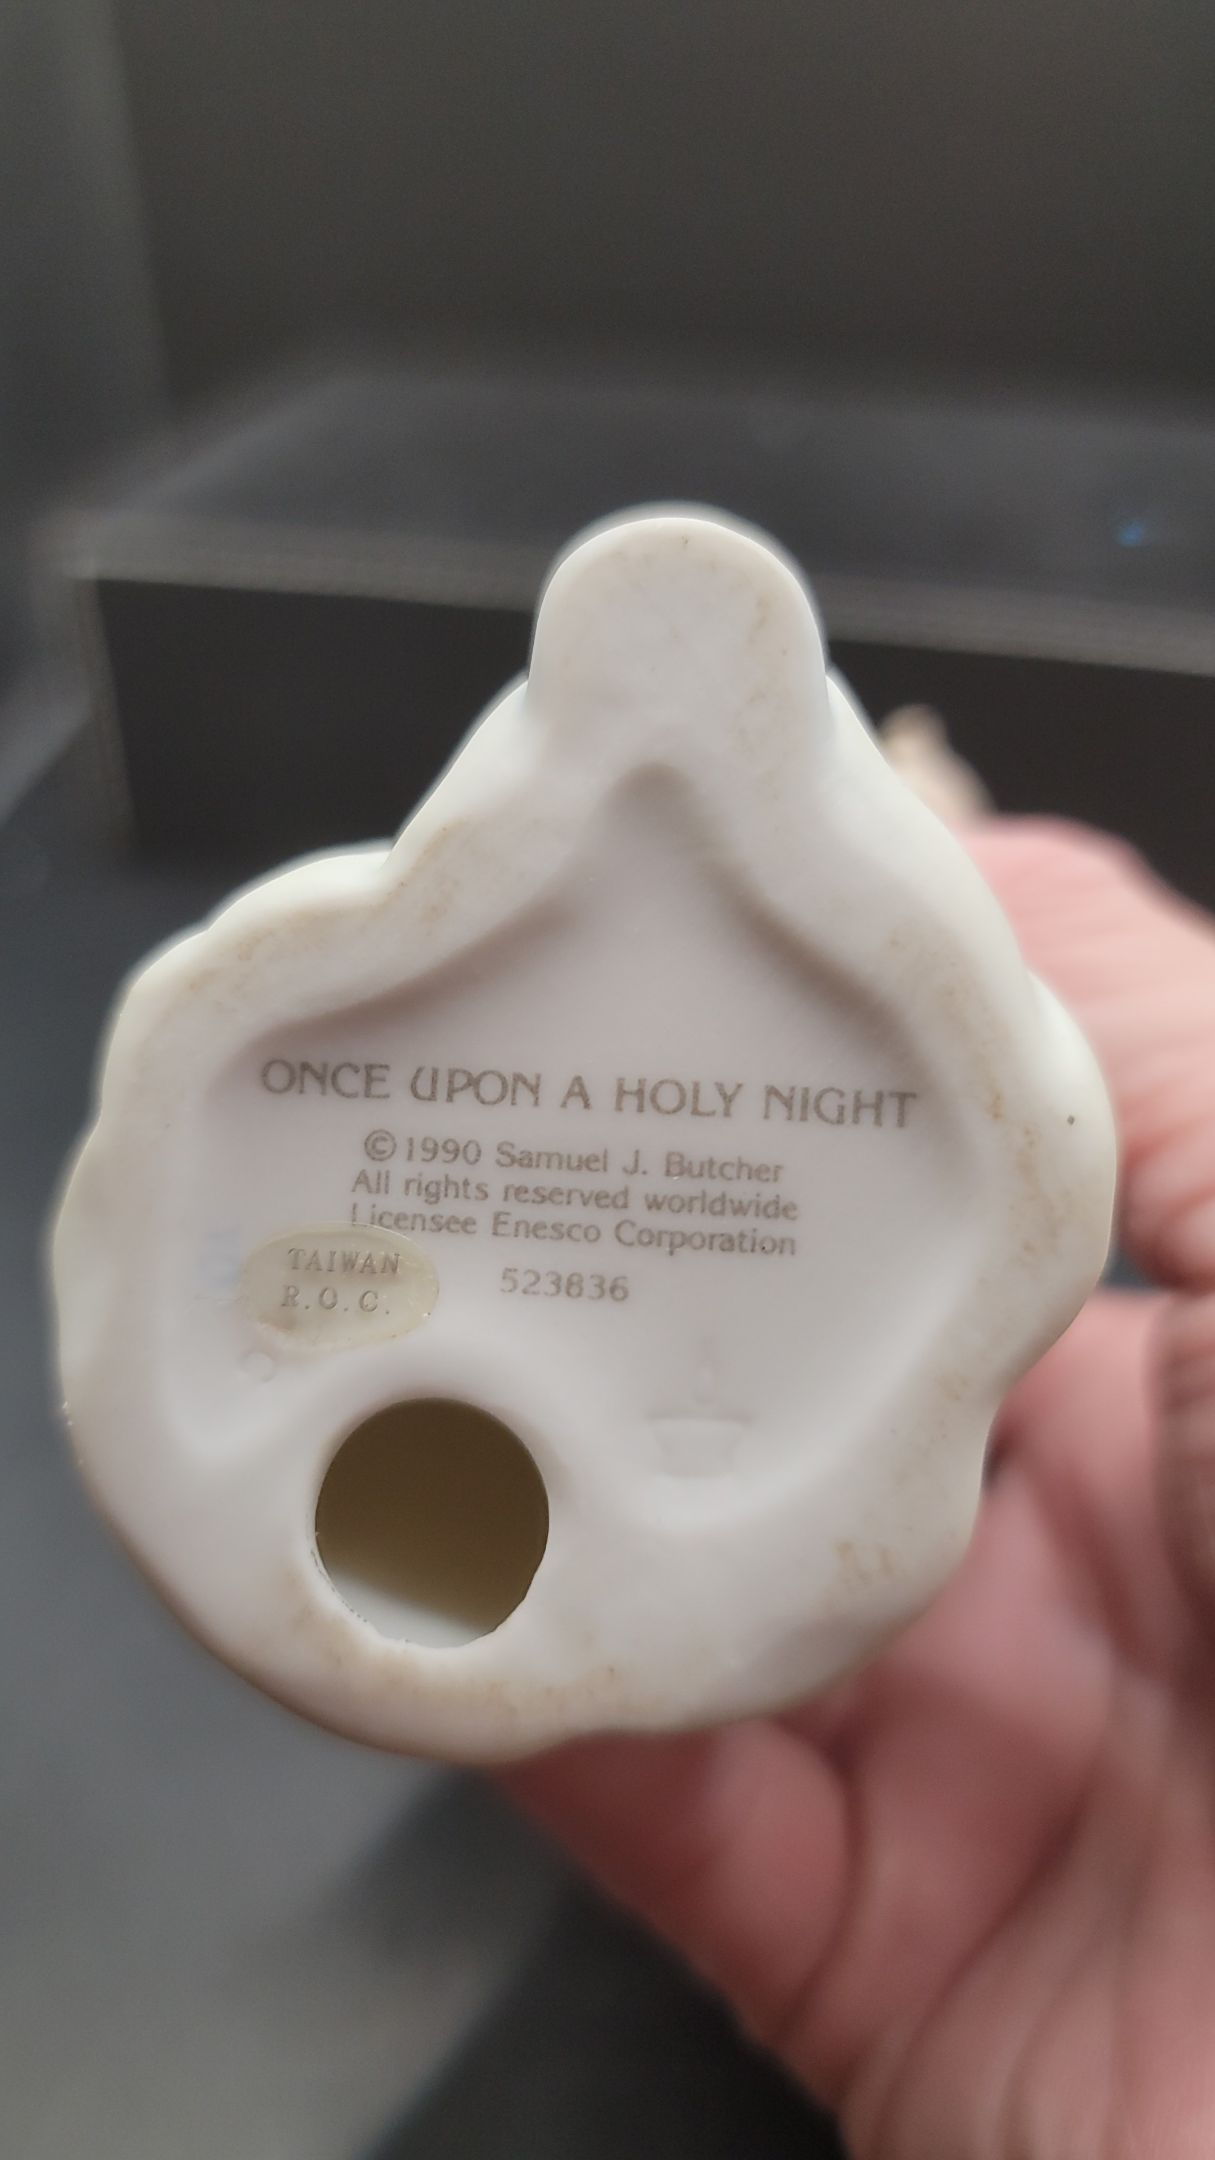 ONCE UPON A HOLY NIGHT
©1990 Samuel J. Butcher
All rights reserved worldwide
Licensee Enesco Corporation
TAIWAN
R.O.C.
523836